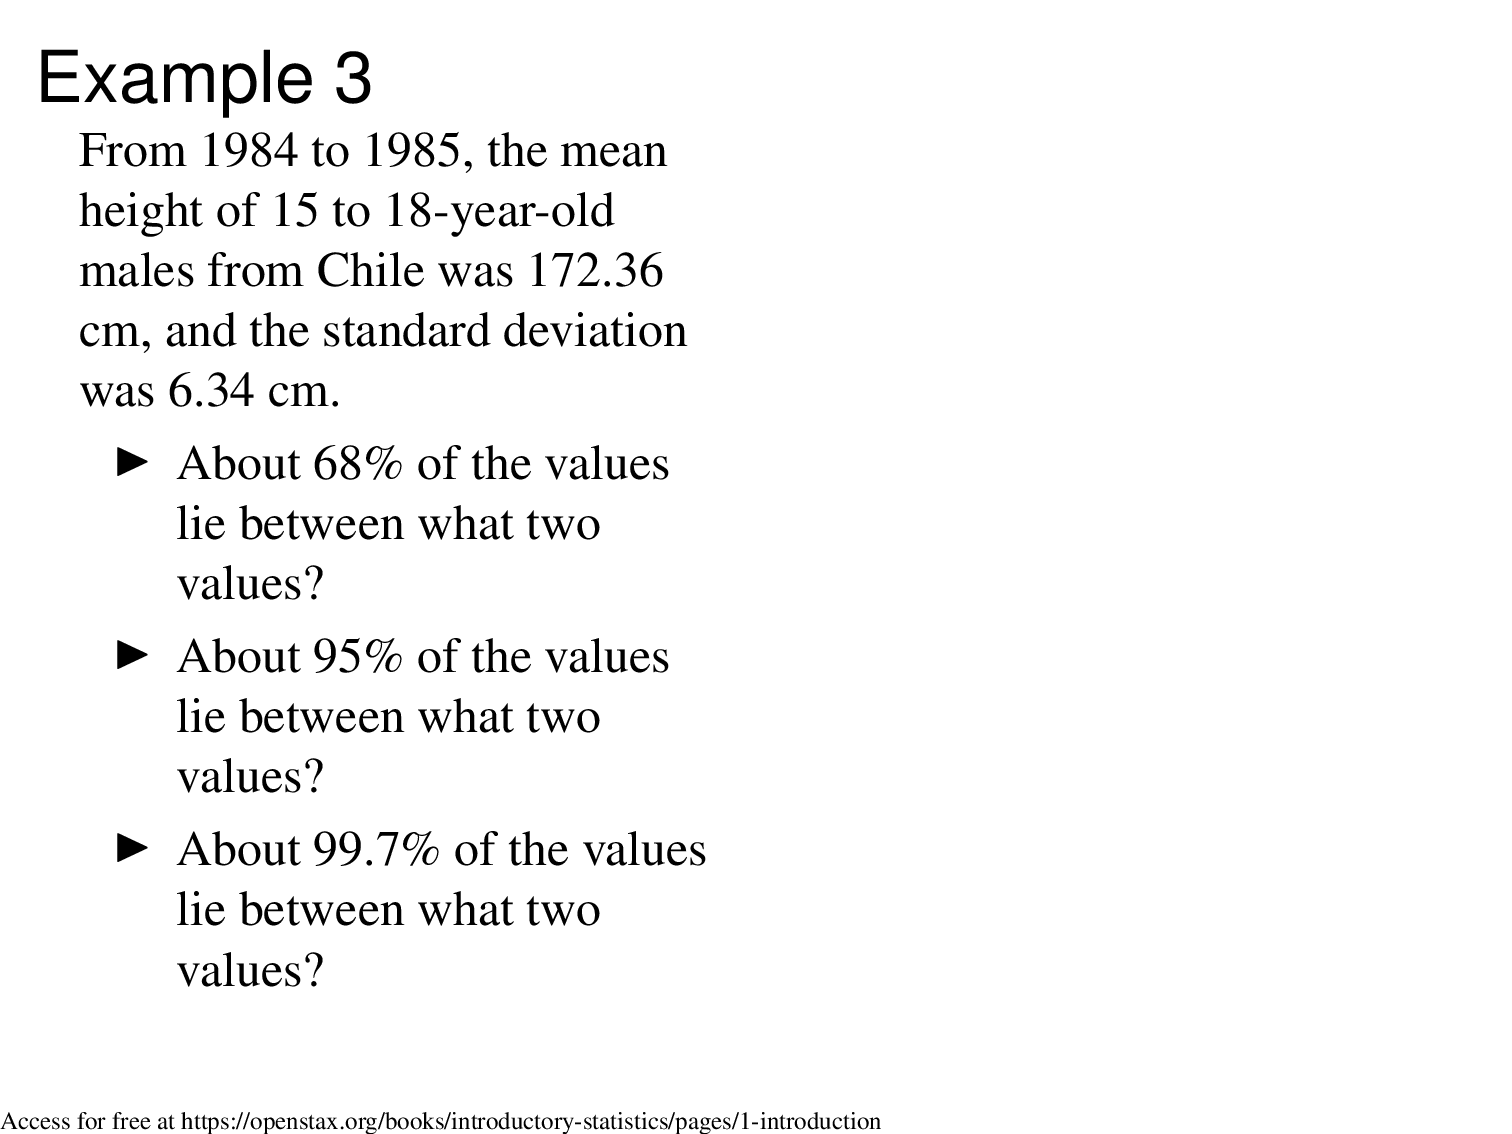 Example 3
From 1984 to 1985, the mean
height of 15 to 18-year-old
males from Chile was 172.36
cm, and the standard deviation
was 6.34 cm.
▶ About 68% of the values
lie between what two
values?
▶ About 95% of the values
lie between what two
values?
▶ About 99.7% of the values
lie between what two
values?
Access for free at https://openstax.org/books/introductory-statistics/pages/1-introduction